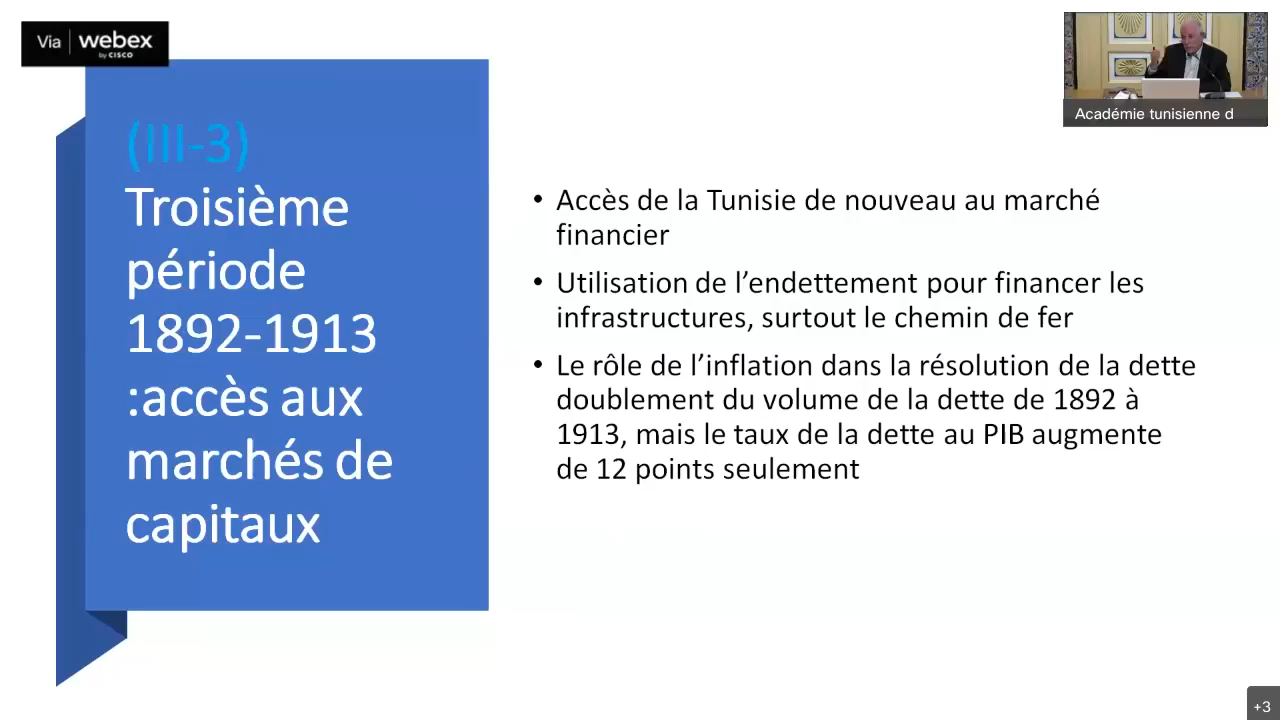 Via webex
by CISCO
Académie tunisienne d
(III-3)
Troisième
période
1892-1913
:accès aux
marchés de
capitaux
• Accès de la Tunisie de nouveau au marché
financier
• Utilisation de l’endettement pour financer les
infrastructures, surtout le chemin de fer
• Le rôle de l’inflation dans la résolution de la dette
doublement du volume de la dette de 1892 à
1913, mais le taux de la dette au PIB augmente
de 12 points seulement
+3